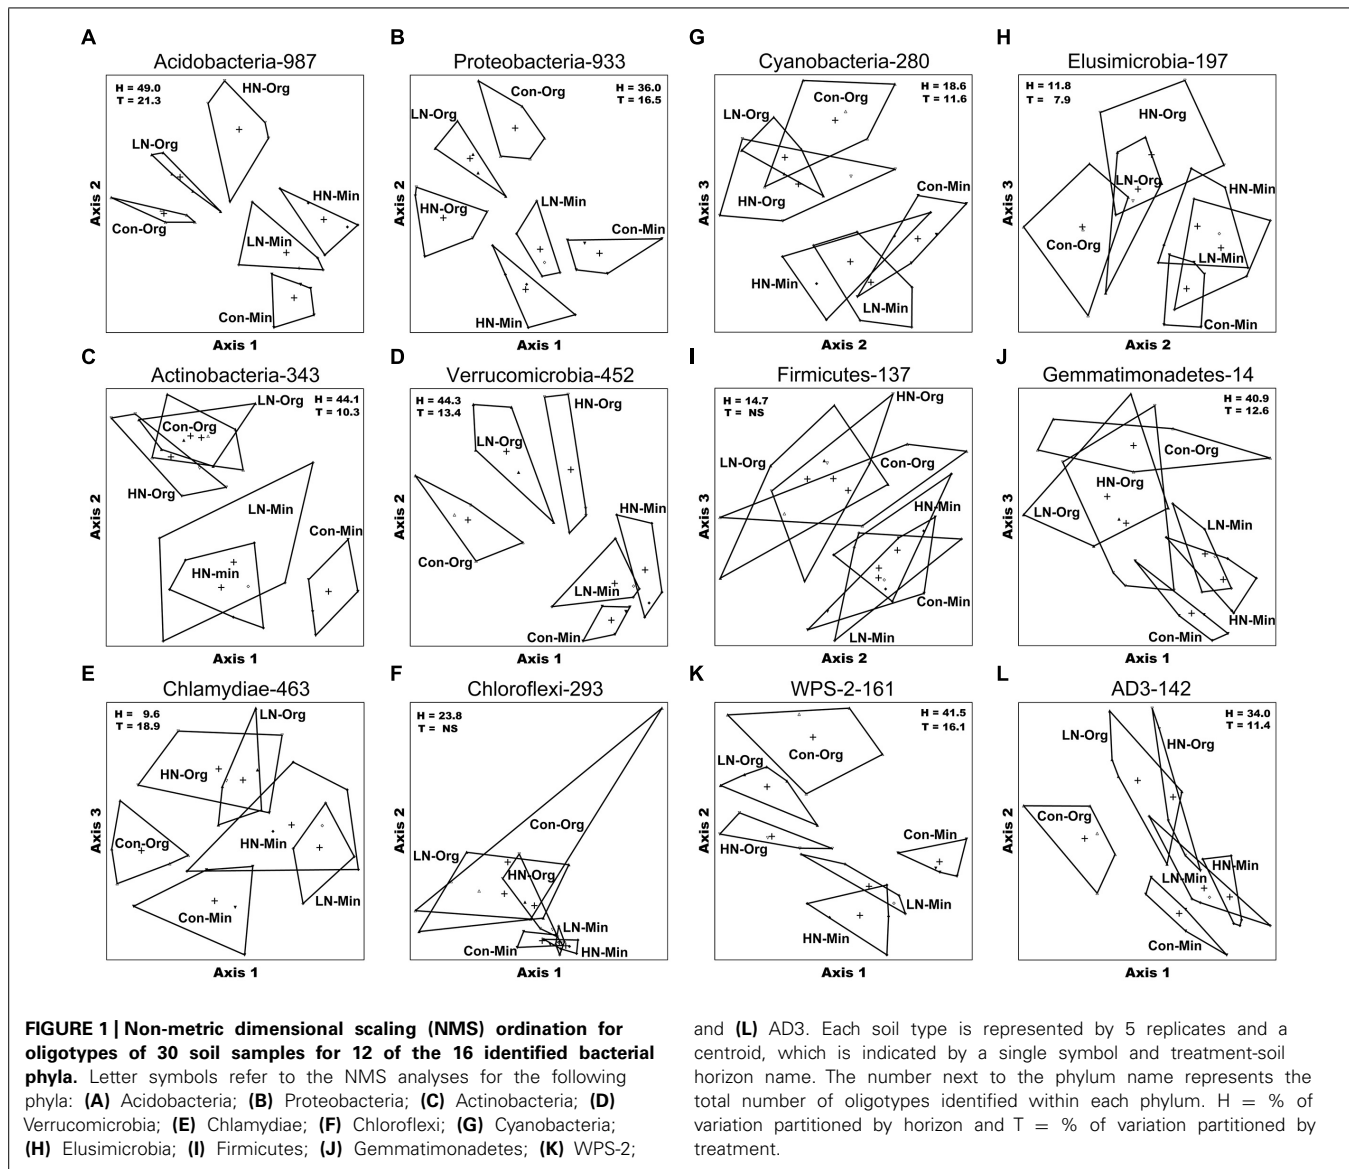 A
Acidobacteria-987
H = 49.0
T = 21.3
HN-Org
LN-Org
Con-Org
HN-Min
LN-Min
Con-Min
Axis 2
Axis 1
B
Proteobacteria-933
H = 36.0
T = 16.5
Con-Org
LN-Org
HN-Org
LN-Min
Con-Min
HN-Min
Axis 2
Axis 1
G
Cyanobacteria-280
H = 18.6
T = 11.6
Con-Org
LN-Org
HN-Org
Con-Min
HN-Min
LN-Min
Axis 3
Axis 2
H
Elusimicrobia-197
H = 11.8
T = 7.9
HN-Org
LN-Org
HN-Min
Con-Org
LN-Min
Con-Min
Axis 3
Axis 2
C
Actinobacteria-343
H = 44.1
T = 10.3
LN-Org
Con-Org
HN-Org
LN-Min
Con-Min
HN-min
Axis 2
Axis 1
D
Verrucomicrobia-452
H = 44.3
T = 13.4
HN-Org
LN-Org
HN-Min
Con-Org
LN-Min
Con-Min
Axis 2
Axis 1
I
Firmicutes-137
H = 14.7
T = NS
HN-Org
LN-Org
Con-Org
HN-Min
Con-Min
LN-Min
Axis 3
Axis 2
J
Gemmatimonadetes-14
H = 40.9
T = 12.6
Con-Org
HN-Org
LN-Org
LN-Min
HN-Min
Con-Min
Axis 3
Axis 1
E
Chlamydiae-463
H = 9.6
T = 18.9
LN-Org
HN-Org
Con-Org
HN-Min
LN-Min
Con-Min
Axis 3
Axis 1
F
Chloroflexi-293
H = 23.8
T = NS
Con-Org
LN-Org
HN-Org
LN-Min
Con-Min
HN-Min
Axis 2
Axis 1
K
WPS-2-161
H = 41.5
T = 16.1
Con-Org
LN-Org
HN-Org
Con-Min
LN-Min
HN-Min
Axis 2
Axis 1
L
AD3-142
H = 34.0
T = 11.4
LN-Org
HN-Org
Con-Org
HN-Min
LN-Min
Con-Min
Axis 2
Axis 1
FIGURE 1 | Non-metric dimensional scaling (NMS) ordination for
oligotypes of 30 soil samples for 12 of the 16 identified bacterial
phyla. Letter symbols refer to the NMS analyses for the following
phyla: (A) Acidobacteria; (B) Proteobacteria; (C) Actinobacteria; (D)
Verrucomicrobia; (E) Chlamydiae; (F) Chloroflexi; (G) Cyanobacteria;
(H) Elusimicrobia; (I) Firmicutes; (J) Gemmatimonadetes; (K) WPS-2;
and (L) AD3. Each soil type is represented by 5 replicates and a
centroid, which is indicated by a single symbol and treatment-soil
horizon name. The number next to the phylum name represents the
total number of oligotypes identified within each phylum. H = % of
variation partitioned by horizon and T = % of variation partitioned by
treatment.